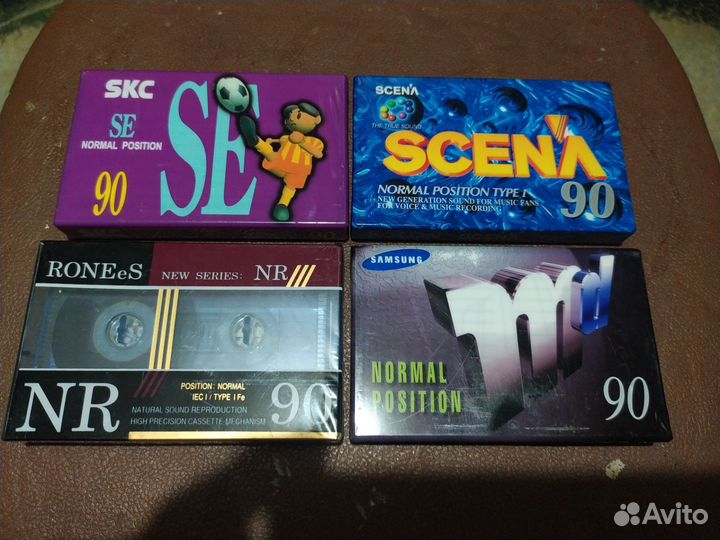 SKC
SE
NORMAL POSITION
90
SE
SCENA
THE TRUE SOUND
SCENA
NORMAL POSITION TYPE I
NEW GENERATION SOUND FOR MUSIC FANS
FOR VOICE & MUSIC RECORDING
90
RONEeS
NEW SERIES: NR
POSITION: NORMAL
IEC I / TYPE I Fe
NR
90
NATURAL SOUND REPRODUCTION
HIGH PRECISION CASSETTE MECHANISM
SAMSUNG
NORMAL
POSITION
90
Avito